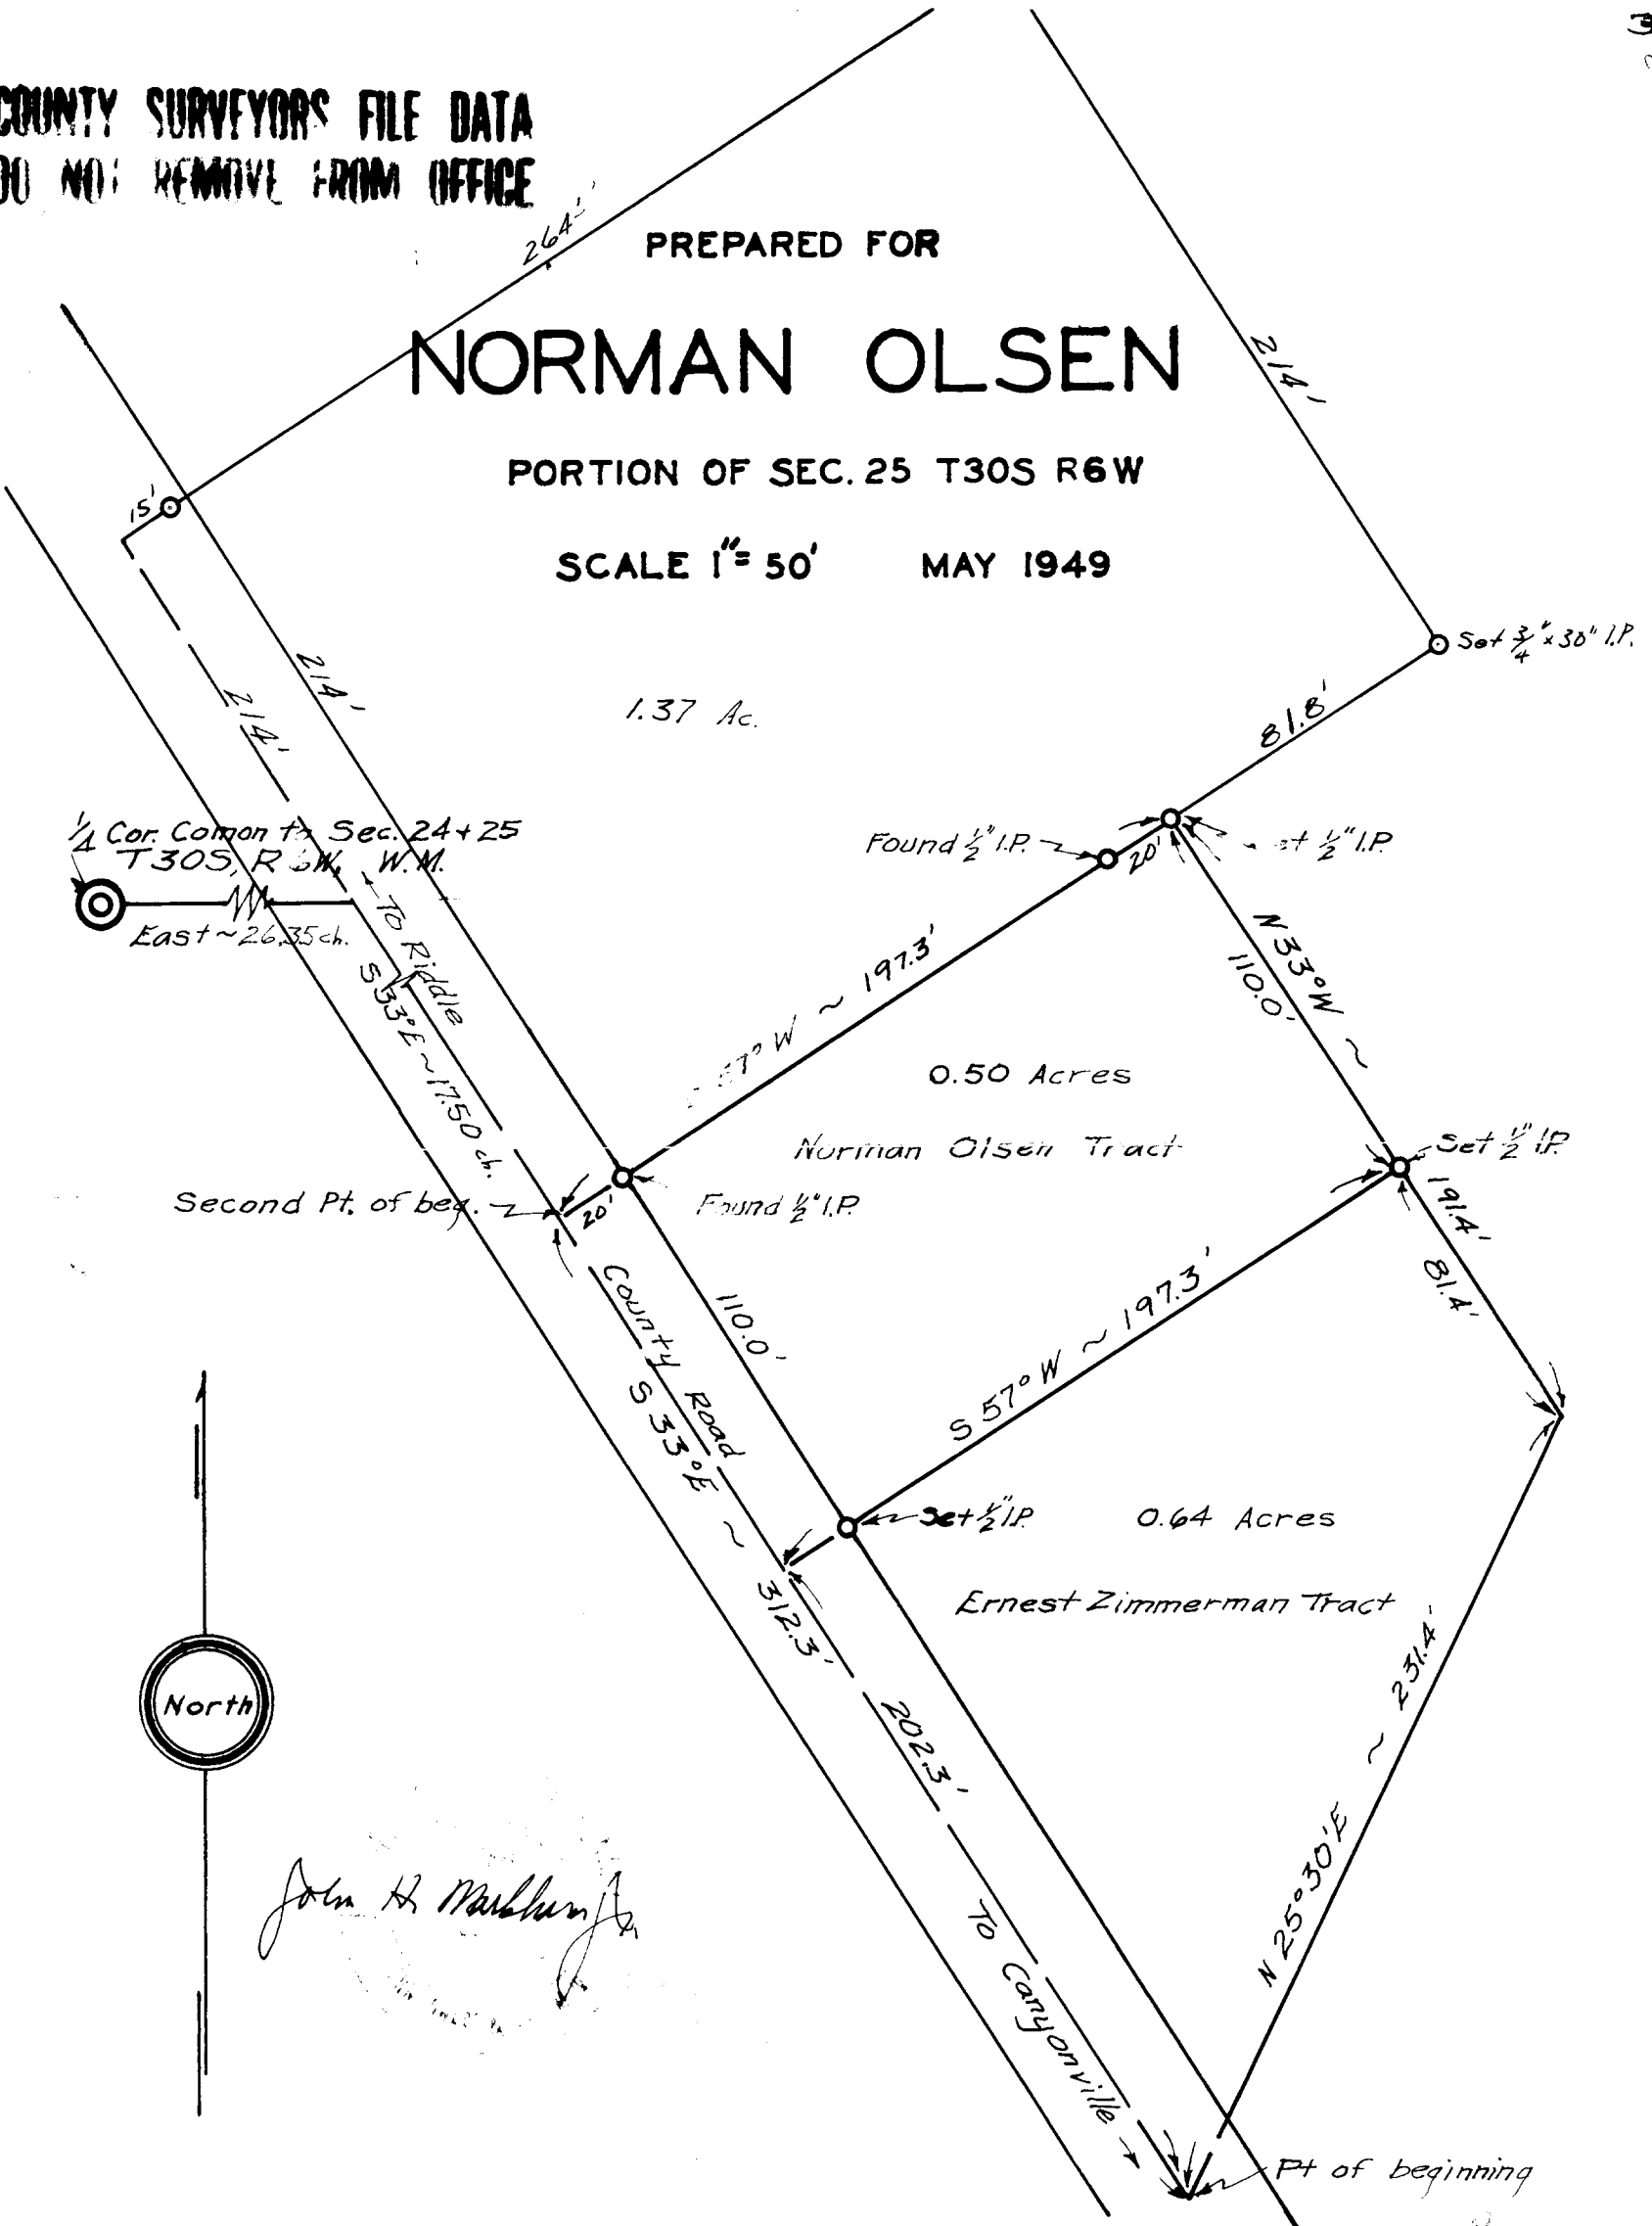 COUNTY SURVEYORS FILE DATA
DO NOT REMOVE FROM OFFICE
264'
PREPARED FOR
NORMAN OLSEN
214'
PORTION OF SEC. 25 T30S R6W
15'
SCALE 1"= 50' MAY 1949
Set 3/4" x 30" I.P.
214'
214'
1.37 Ac.
81.8'
1/4 Cor. Comon to Sec. 24+25
T30S, R 6W, W.M.
East ~ 26.35 ch.
Found 1/2" I.P.
20'
1/2" I.P.
To Riddle
S 33° E ~ 17.50 ch.
57° W ~ 197.3'
N 33° W ~
110.0'
0.50 Acres
Norman Olsen Tract
Set 1/2" I.P.
Second Pt. of beg.
20'
Found 1/2" I.P.
191.4'
81.4'
County Road
110.0'
S 57° W ~ 197.3'
S 33° E ~ 312.3'
Set 1/2" I.P.
0.64 Acres
Ernest Zimmerman Tract
North
202.3'
N 25° 30' E ~ 231.4'
John H.
To Canyonville
Pt of beginning